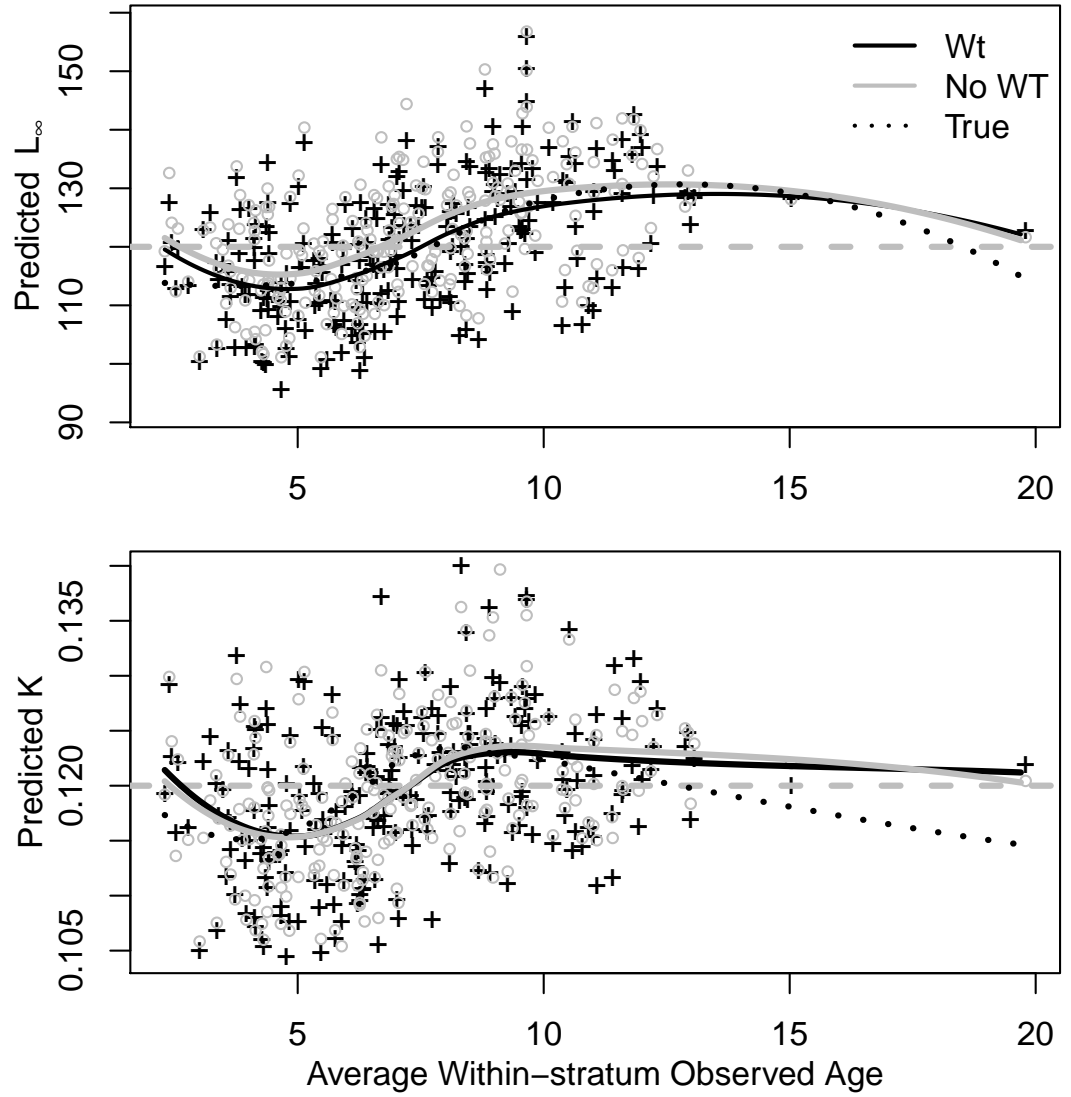 Predicted L∞
150
130
110
90
Wt
No WT
True
5
10
15
20
Predicted K
0.135
0.120
0.105
5
10
15
20
Average Within−stratum Observed Age